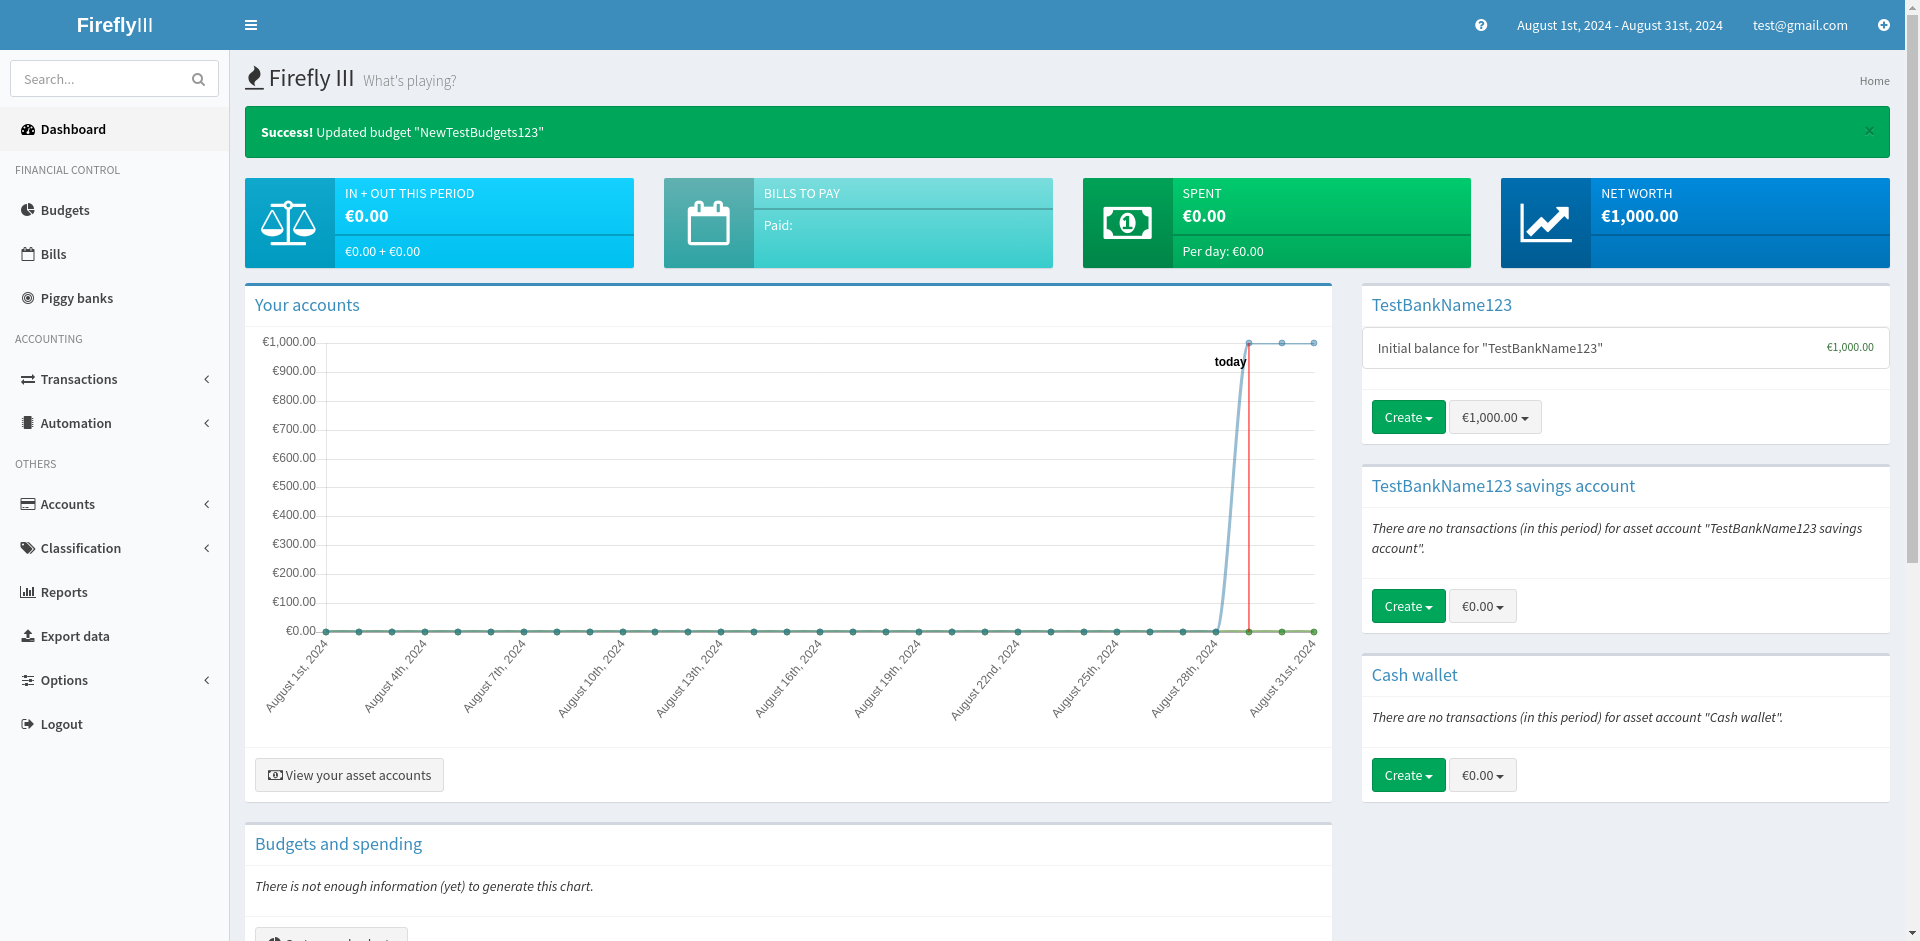 FireflyIII
August 1st, 2024 - August 31st, 2024
test@gmail.com
Search...
Dashboard
FINANCIAL CONTROL
Budgets
Bills
Piggy banks
ACCOUNTING
Transactions
Automation
OTHERS
Accounts
Classification
Reports
Export data
Options
Logout
Firefly III What's playing?
Home
Success! Updated budget "NewTestBudgets123"
×
IN + OUT THIS PERIOD
€0.00
€0.00 + €0.00
BILLS TO PAY
Paid:
SPENT
€0.00
Per day: €0.00
NET WORTH
€1,000.00
Your accounts
€1,000.00
€900.00
€800.00
€700.00
€600.00
€500.00
€400.00
€300.00
€200.00
€100.00
€0.00
today
August 1st, 2024
August 4th, 2024
August 7th, 2024
August 10th, 2024
August 13th, 2024
August 16th, 2024
August 19th, 2024
August 22nd, 2024
August 25th, 2024
August 28th, 2024
August 31st, 2024
View your asset accounts
Budgets and spending
There is not enough information (yet) to generate this chart.
TestBankName123
Initial balance for "TestBankName123"
€1,000.00
Create
€1,000.00
TestBankName123 savings account
There are no transactions (in this period) for asset account "TestBankName123 savings
account".
Create
€0.00
Cash wallet
There are no transactions (in this period) for asset account "Cash wallet".
Create
€0.00